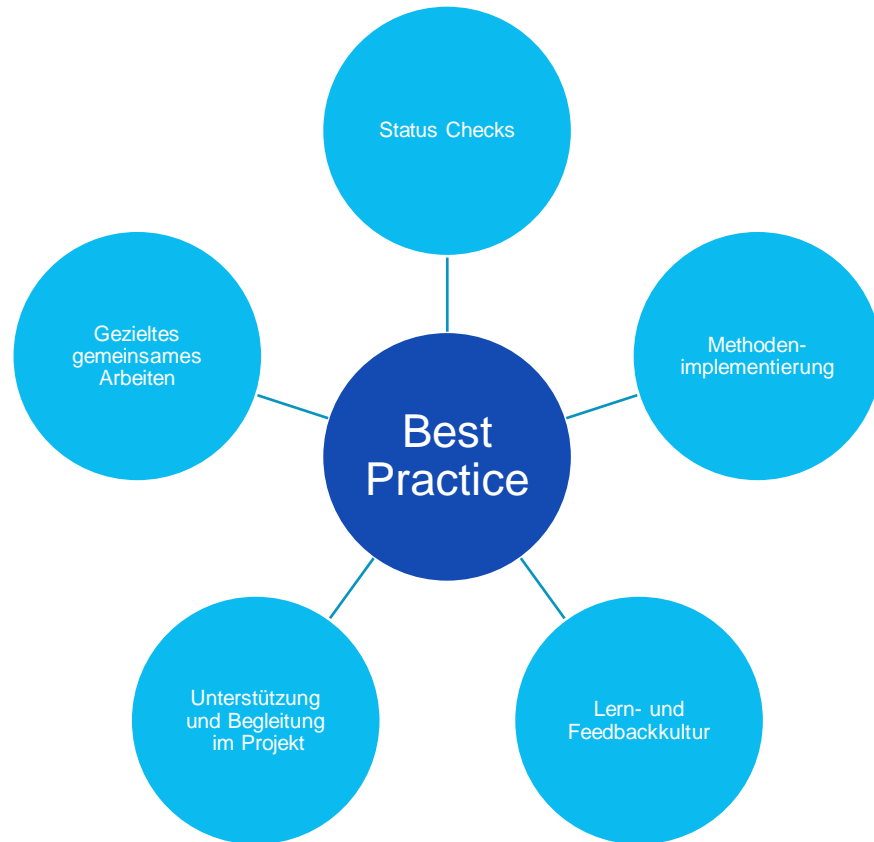 Status Checks
Gezieltes
gemeinsames
Arbeiten
Methoden-
implementierung
Best
Practice
Unterstützung
und Begleitung
im Projekt
Lern- und
Feedbackkultur